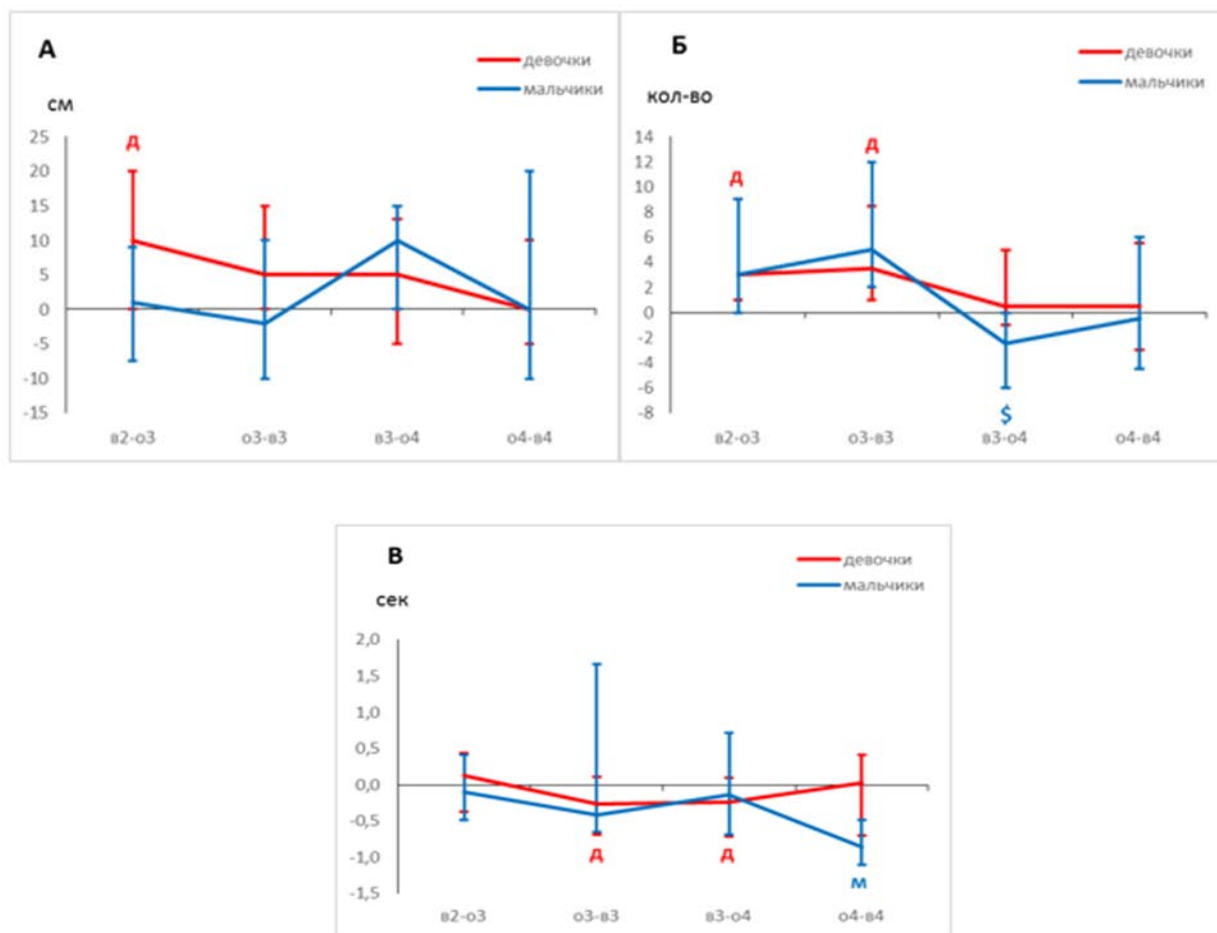 А
девочки
мальчики
см
д
25
20
15
10
5
0
-5
-10
-15
в2-о3 о3-в3 в3-о4 о4-в4
Б
девочки
мальчики
кол-во
д
д
14
12
10
8
6
4
2
0
-2
-4
-6
-8
$
в2-о3 о3-в3 в3-о4 о4-в4
В
девочки
мальчики
сек
2,0
1,5
1,0
0,5
0,0
-0,5
-1,0
-1,5
д д
м
в2-о3 о3-в3 в3-о4 о4-в4